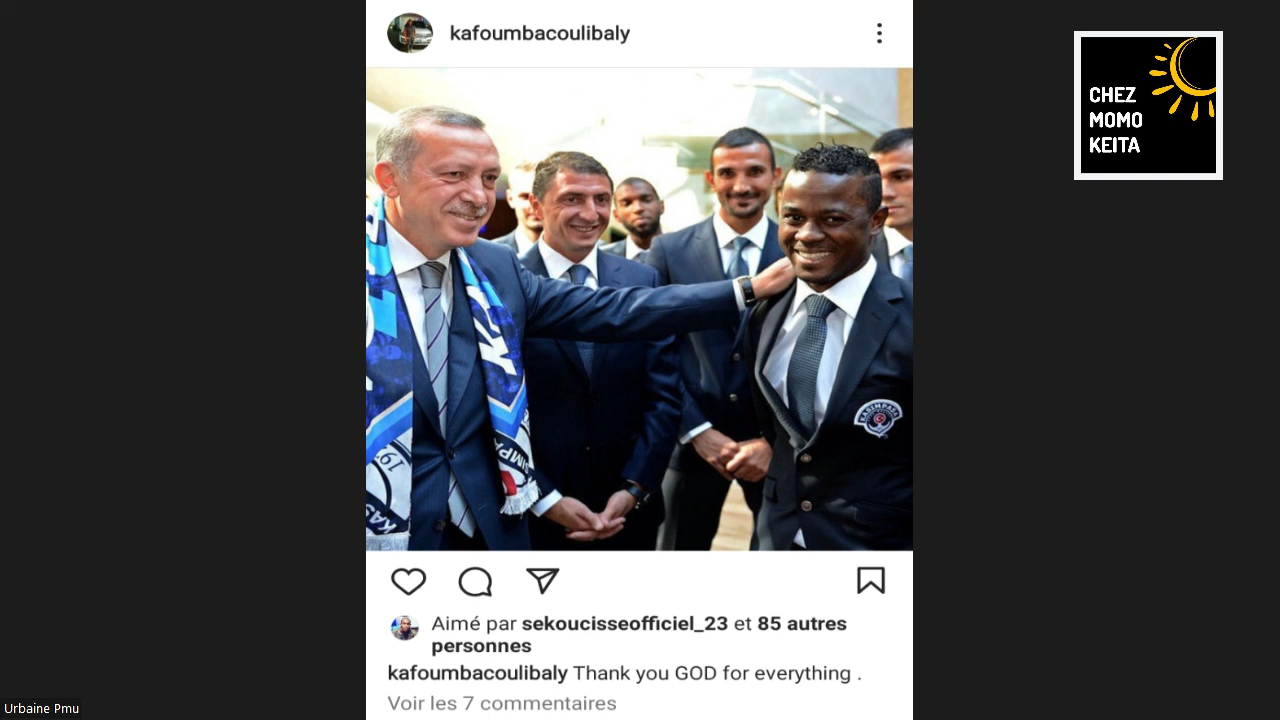 kafoumbacoulibaly
CHEZ
MOMO
KEITA
KASIMPASA
Aimé par sekoucisseofficiel_23 et 85 autres
personnes
kafoumbacoulibaly Thank you GOD for everything .
Voir les 7 commentaires
Urbaine Pmu